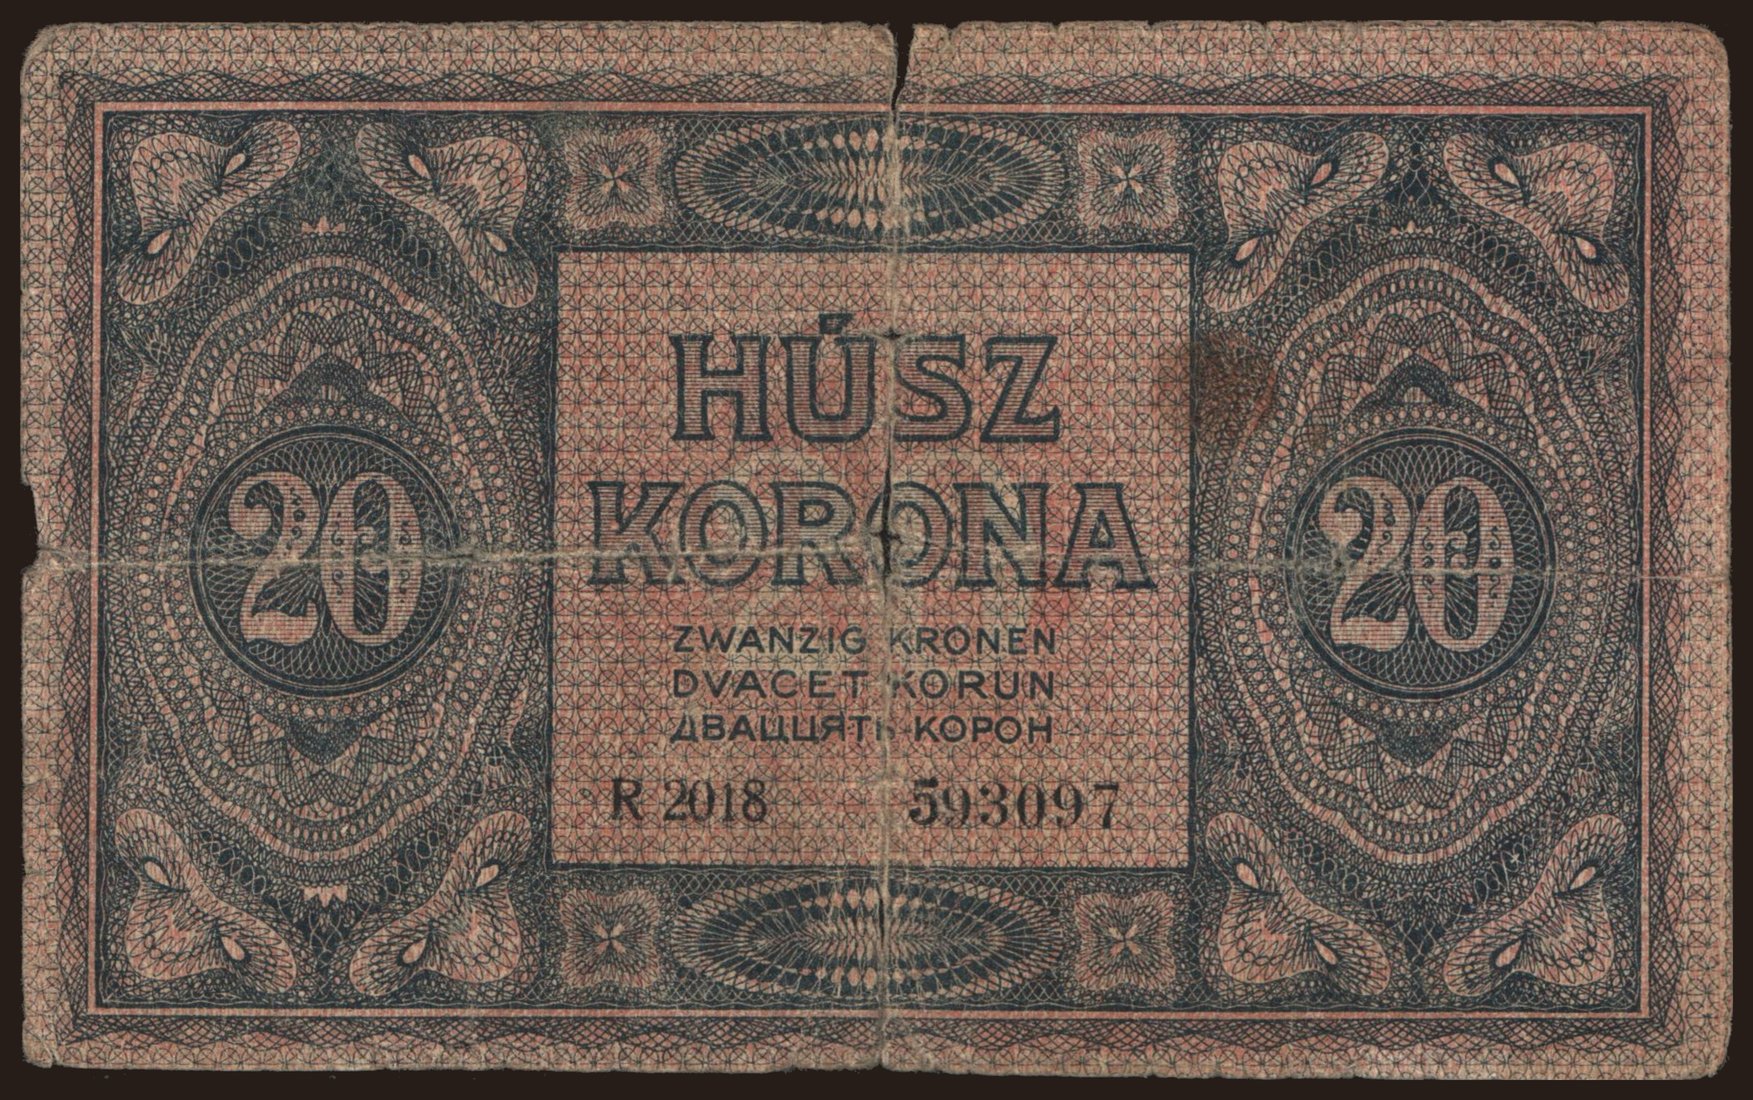 HÚSZ
KORONA
20 20
ZWANZIG KRONEN
DVACET KORUN
ДВАЦЦЯТЬ КОРОН
R 2018 593097